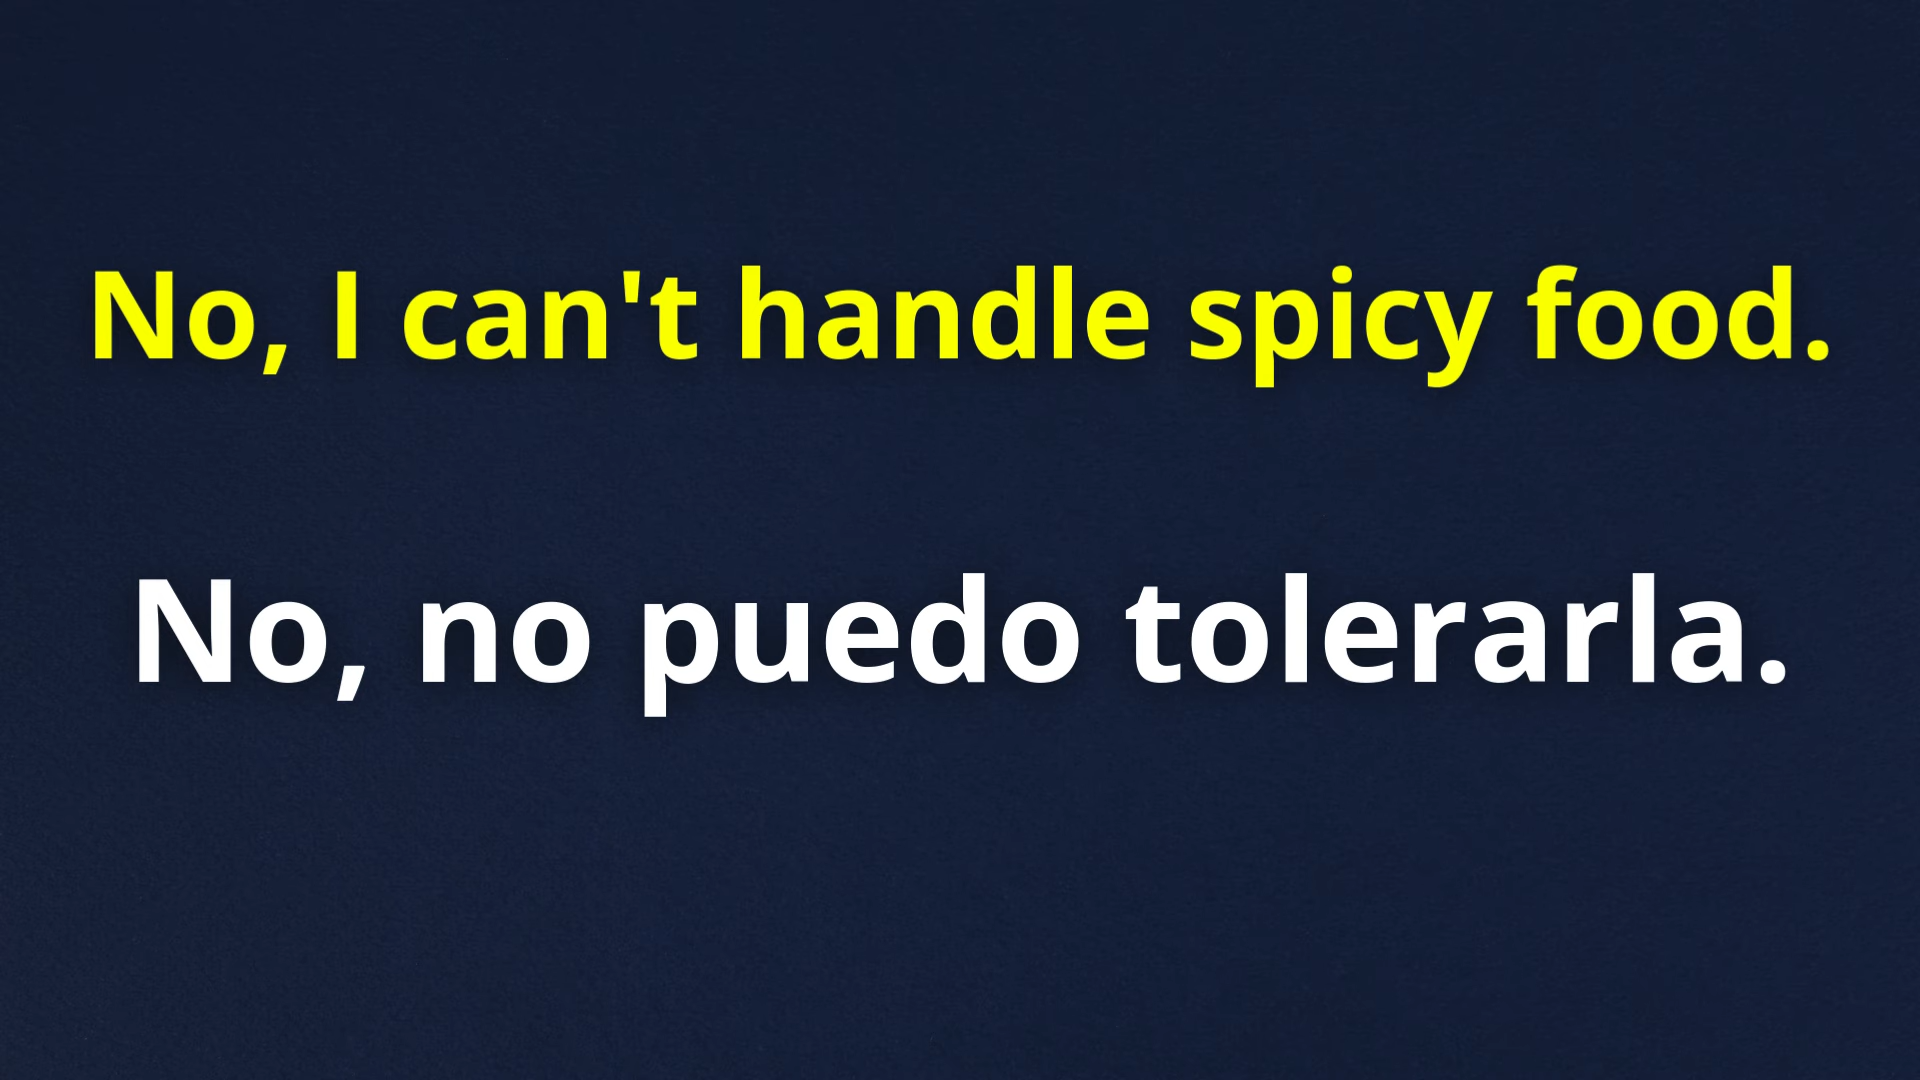 No, I can't handle spicy food.
No, no puedo tolerarla.